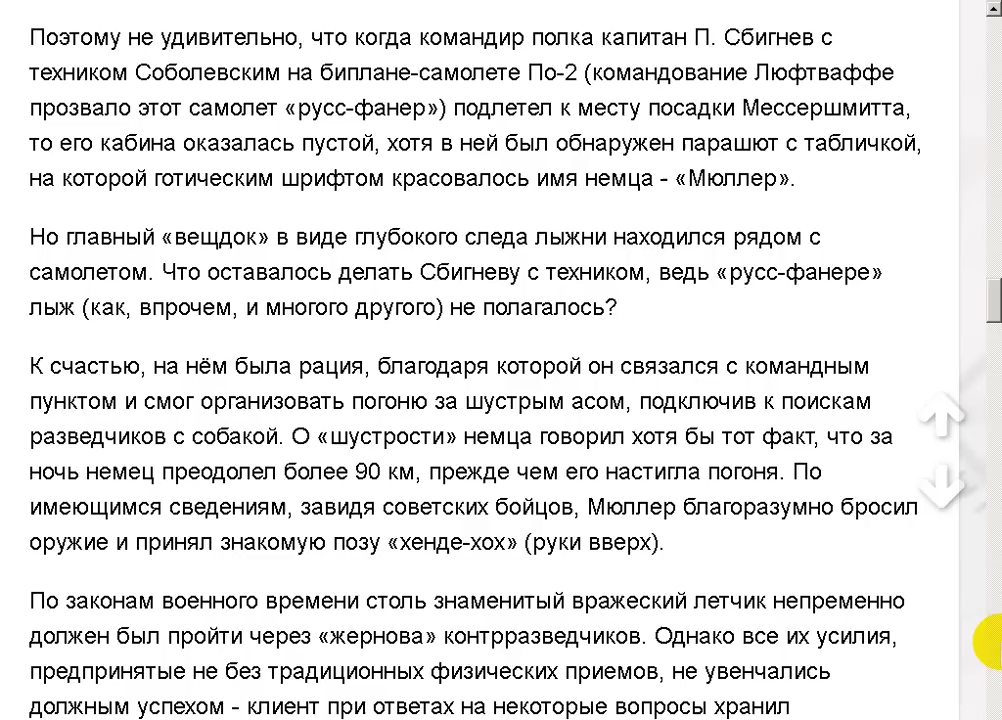 Поэтому не удивительно, что когда командир полка капитан П. Сбигнев с
техником Соболевским на биплане-самолете По-2 (командование Люфтваффе
прозвало этот самолет «русс-фанер») подлетел к месту посадки Мессершмитта,
то его кабина оказалась пустой, хотя в ней был обнаружен парашют с табличкой,
на которой готическим шрифтом красовалось имя немца - «Мюллер».
Но главный «вещдок» в виде глубокого следа лыжни находился рядом с
самолетом. Что оставалось делать Сбигневу с техником, ведь «русс-фанере»
лыж (как, впрочем, и многого другого) не полагалось?
К счастью, на нём была рация, благодаря которой он связался с командным
пунктом и смог организовать погоню за шустрым асом, подключив к поискам
разведчиков с собакой. О «шустрости» немца говорил хотя бы тот факт, что за
ночь немец преодолел более 90 км, прежде чем его настигла погоня. По
имеющимся сведениям, завидя советских бойцов, Мюллер благоразумно бросил
оружие и принял знакомую позу «хенде-хох» (руки вверх).
По законам военного времени столь знаменитый вражеский летчик непременно
должен был пройти через «жернова» контрразведчиков. Однако все их усилия,
предпринятые не без традиционных физических приемов, не увенчались
должным успехом - клиент при ответах на некоторые вопросы хранил